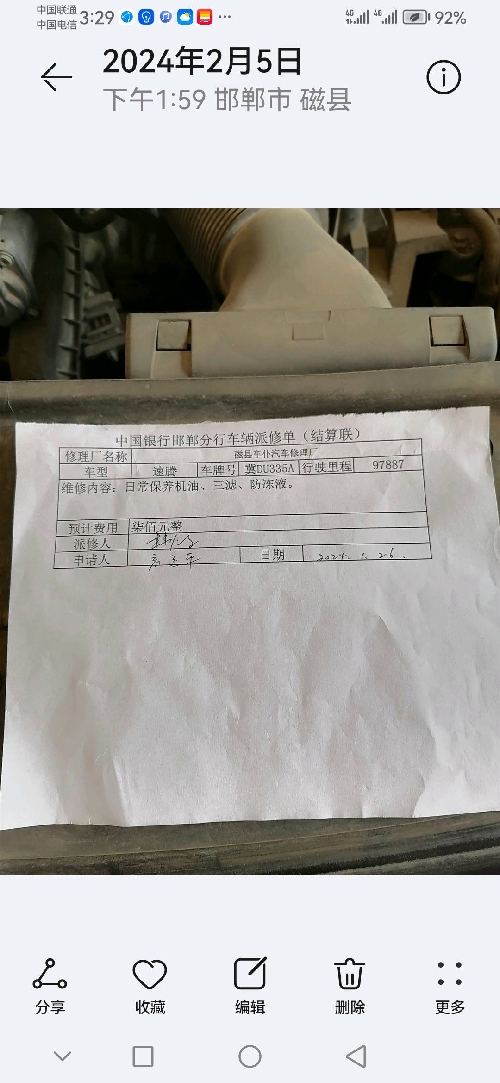 中国联通
中国电信 3:29 ··· 4G 4G 92%
2024年2月5日
下午1:59 邯郸市 磁县
中国银行邯郸分行车辆派修单（结算联）
修理厂名称 磁县车仆汽车修理厂
车型 速腾 车牌号 冀DU335A 行驶里程 97887
维修内容：日常保养机油、三滤、防冻液。
预计费用 柒佰元整
派修人
申请人 日期
分享 收藏 编辑 删除 更多